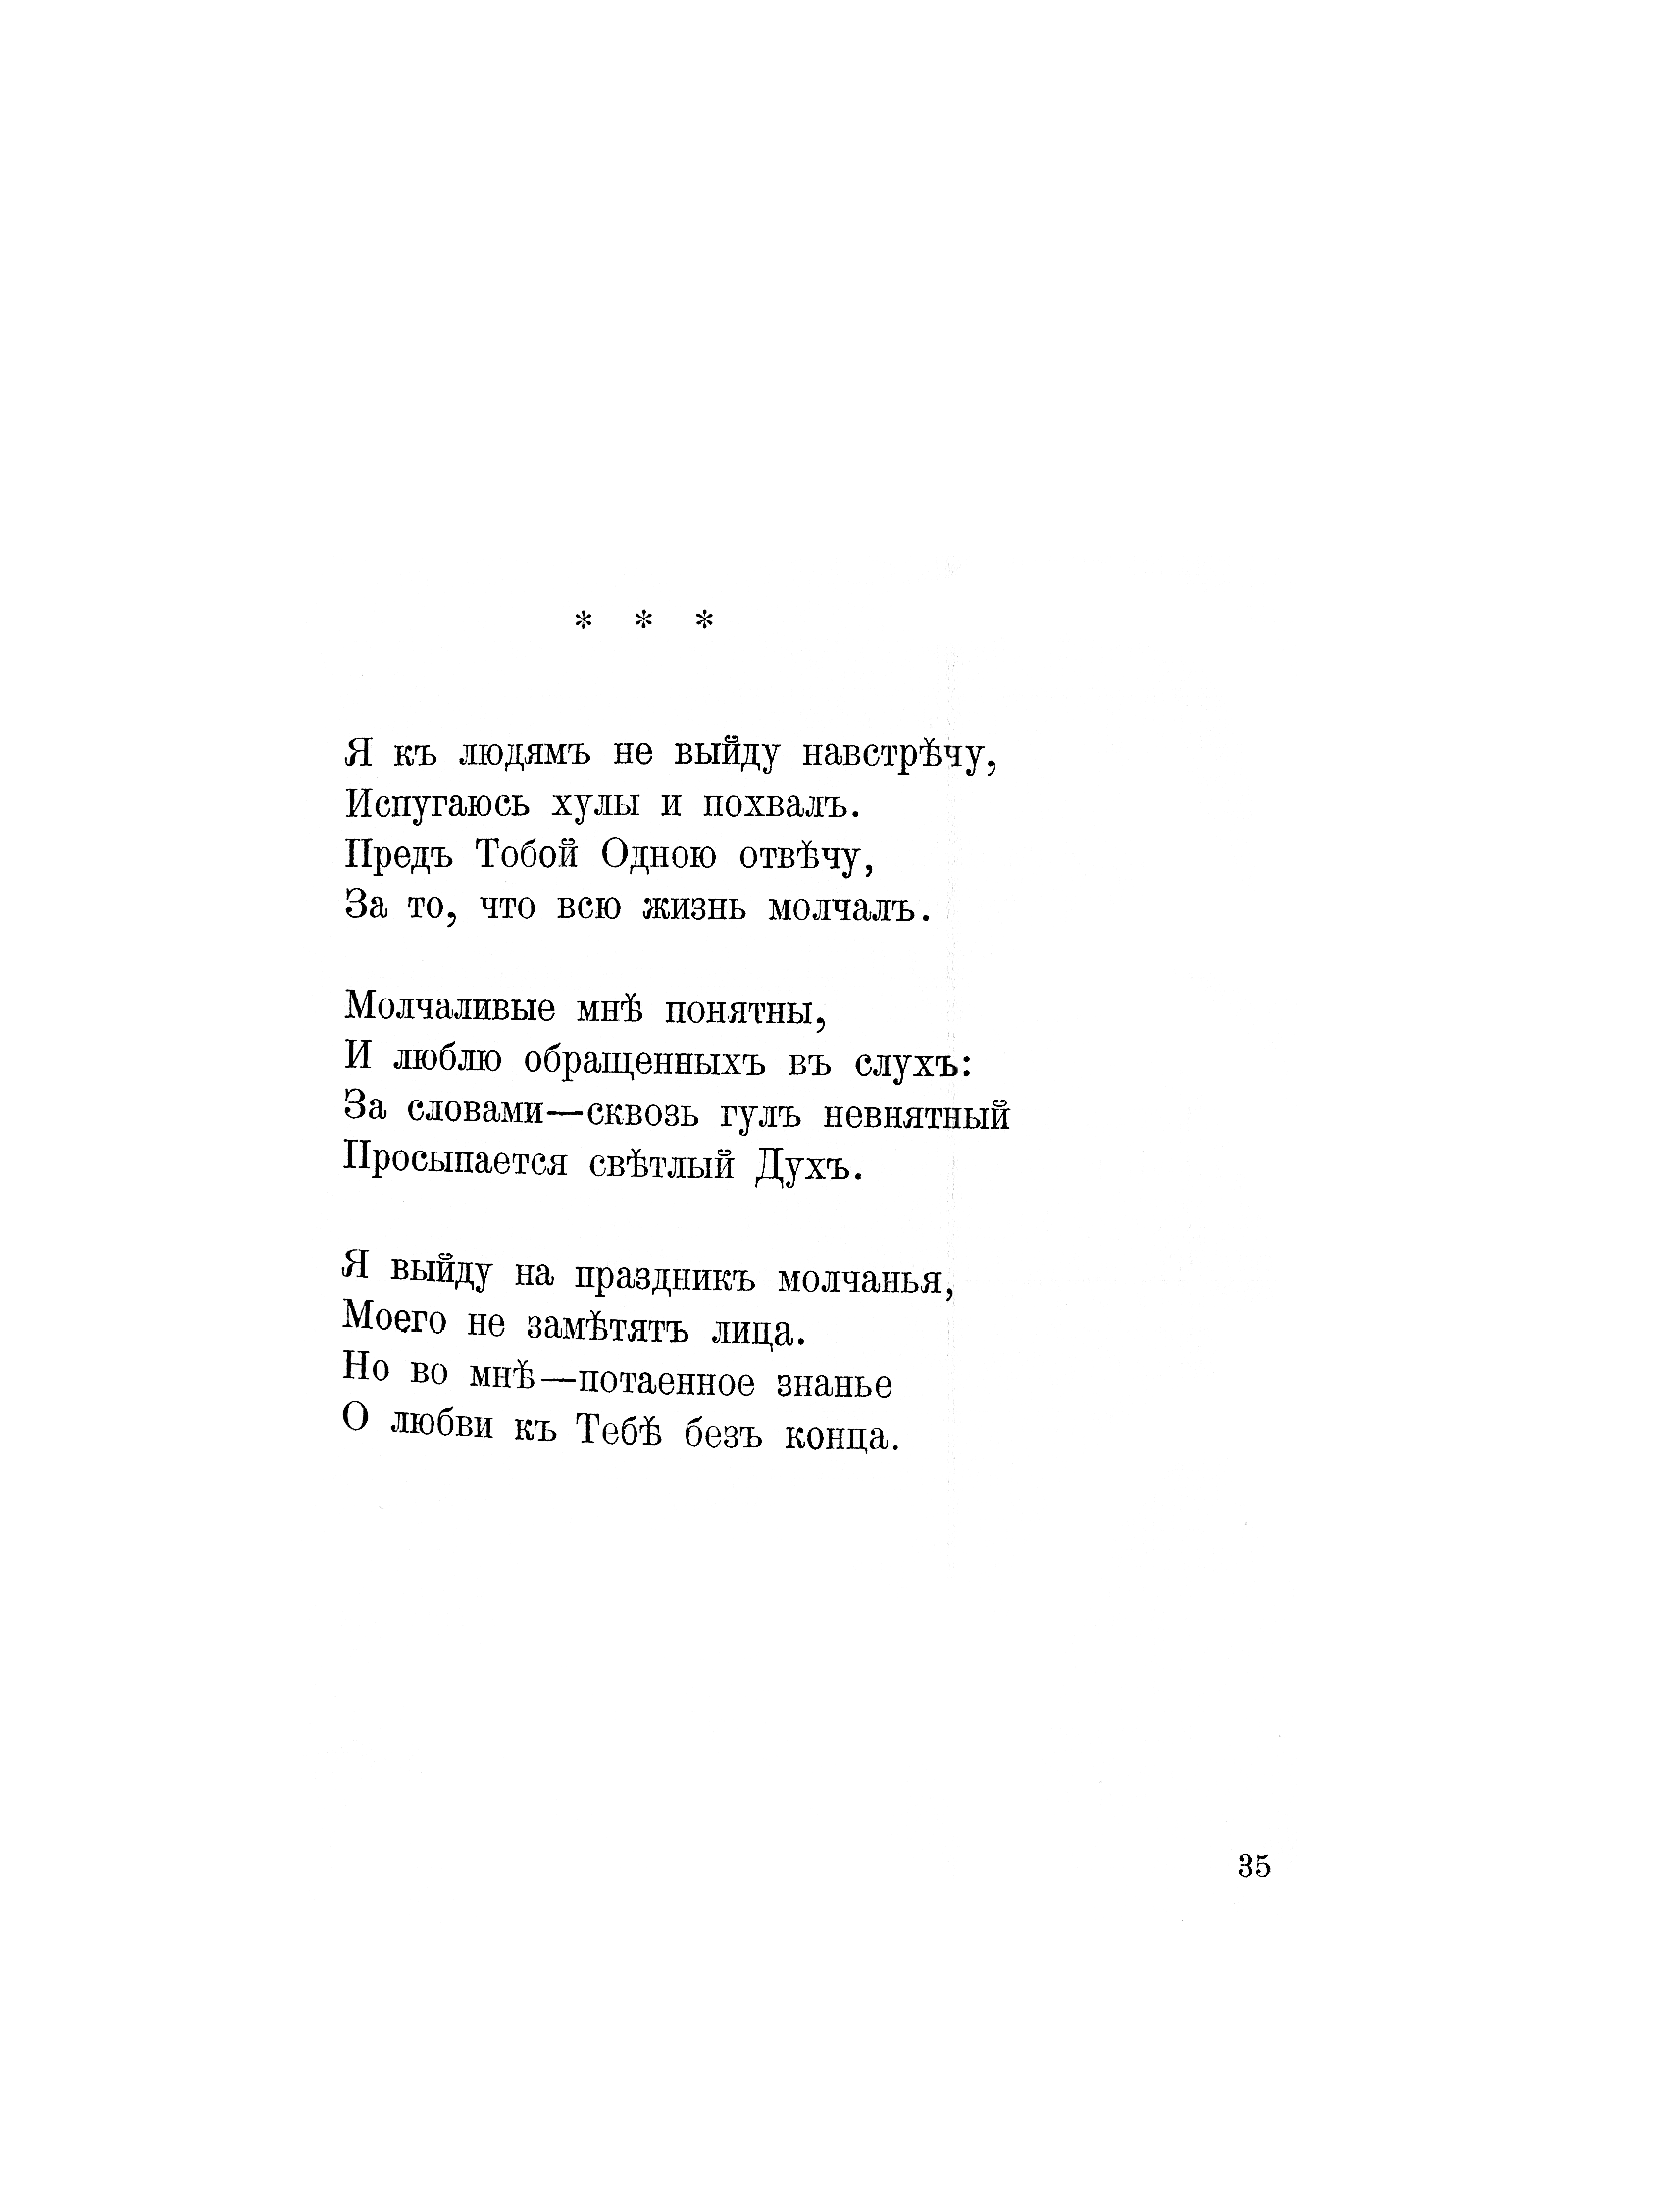 * * *
Я къ людямъ не выйду навстрѣчу,
Испугаюсь хулы и похвалъ.
Предъ Тобой Одною отвѣчу,
За то, что всю жизнь молчалъ.
Молчаливые мнѣ понятны,
И люблю обращенныхъ въ слухъ:
За словами—сквозь гулъ невнятный
Просыпается свѣтлый Духъ.
Я выйду на праздникъ молчанья,
Моего не замѣтятъ лица.
Но во мнѣ—потаенное знанье
О любви къ Тебѣ безъ конца.
35